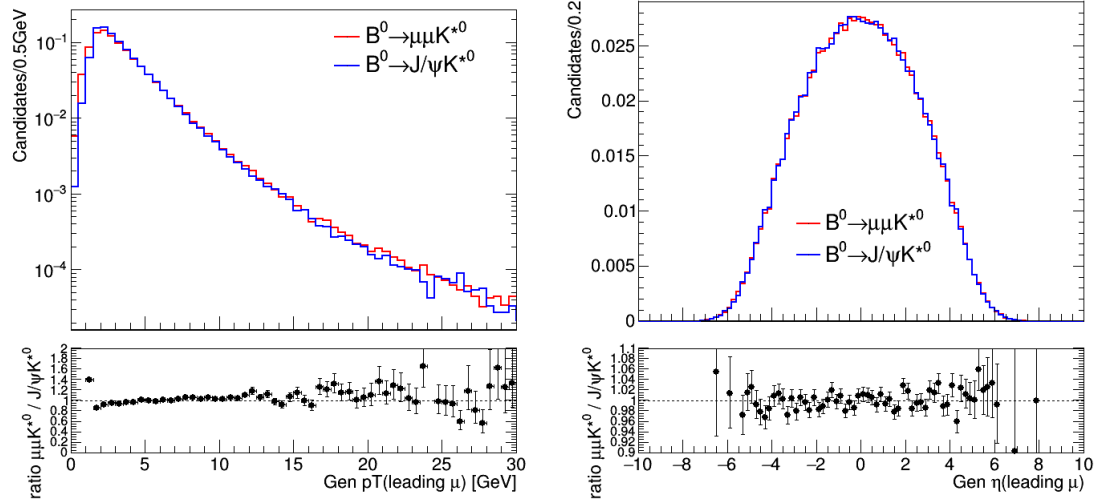 Candidates/0.5GeV
10⁻¹
10⁻²
10⁻³
10⁻⁴
B⁰→μμK*⁰
B⁰→J/ψK*⁰
ratio μμK*⁰ / J/ψK*⁰
2
1.8
1.6
1.4
1.2
1
0.8
0.6
0.4
0.2
0
0 5 10 15 20 25 30
Gen pT(leading μ) [GeV]
Candidates/0.2
0.025
0.02
0.015
0.01
0.005
0
B⁰→μμK*⁰
B⁰→J/ψK*⁰
ratio μμK*⁰ / J/ψK*⁰
1.1
1.08
1.06
1.04
1.02
1
0.98
0.96
0.94
0.92
0.9
−10 −8 −6 −4 −2 0 2 4 6 8 10
Gen η(leading μ)